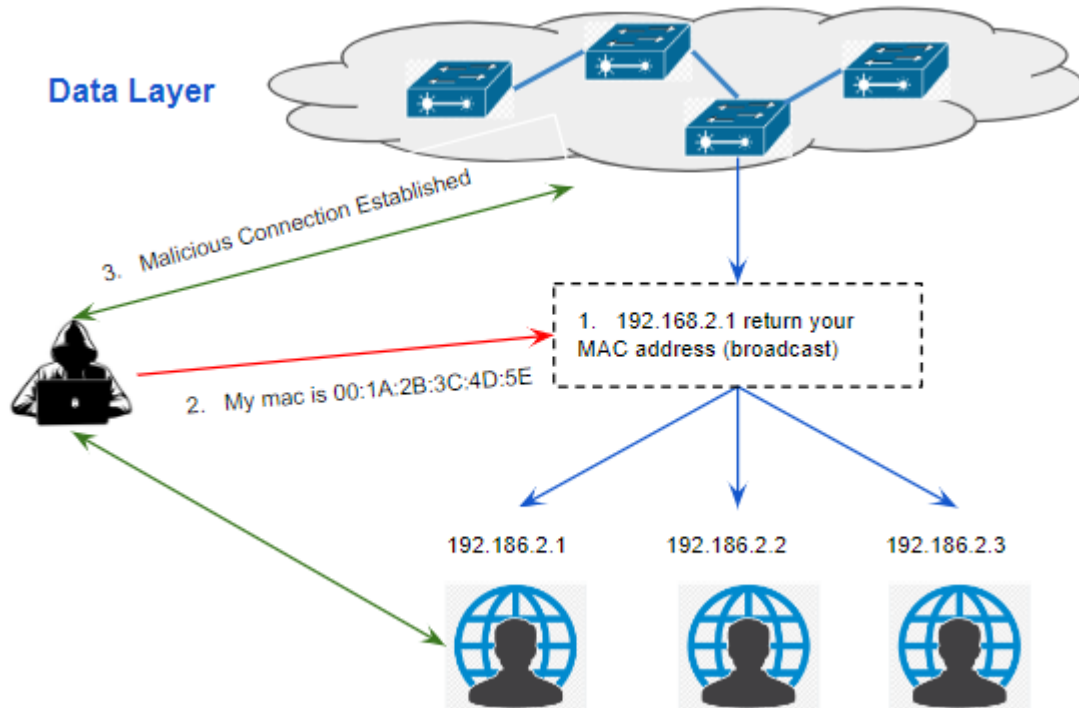 Data Layer
3. Malicious Connection Established
1. 192.168.2.1 return your
MAC address (broadcast)
2. My mac is 00:1A:2B:3C:4D:5E
192.186.2.1
192.186.2.2
192.186.2.3